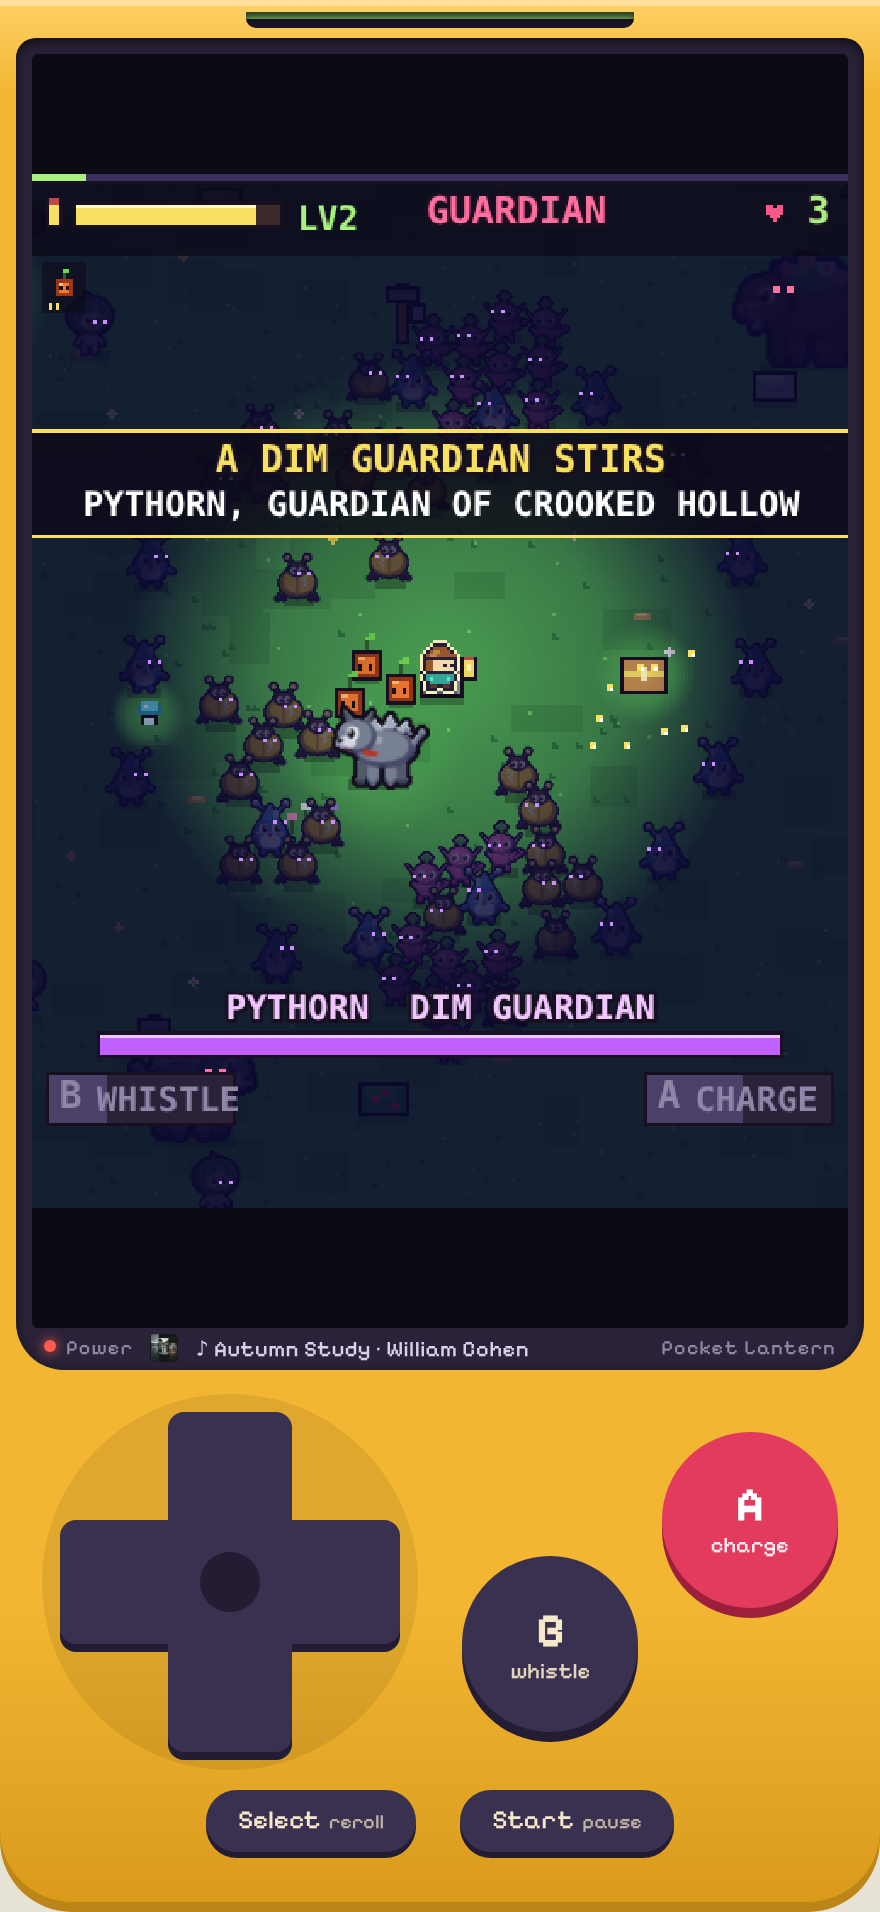 LV2
GUARDIAN
3
A DIM GUARDIAN STIRS
PYTHORN, GUARDIAN OF CROOKED HOLLOW
PYTHORN DIM GUARDIAN
B WHISTLE
A CHARGE
Power
♪ Autumn Study · William Cohen
Pocket Lantern
A
charge
B
whistle
Select reroll
Start pause